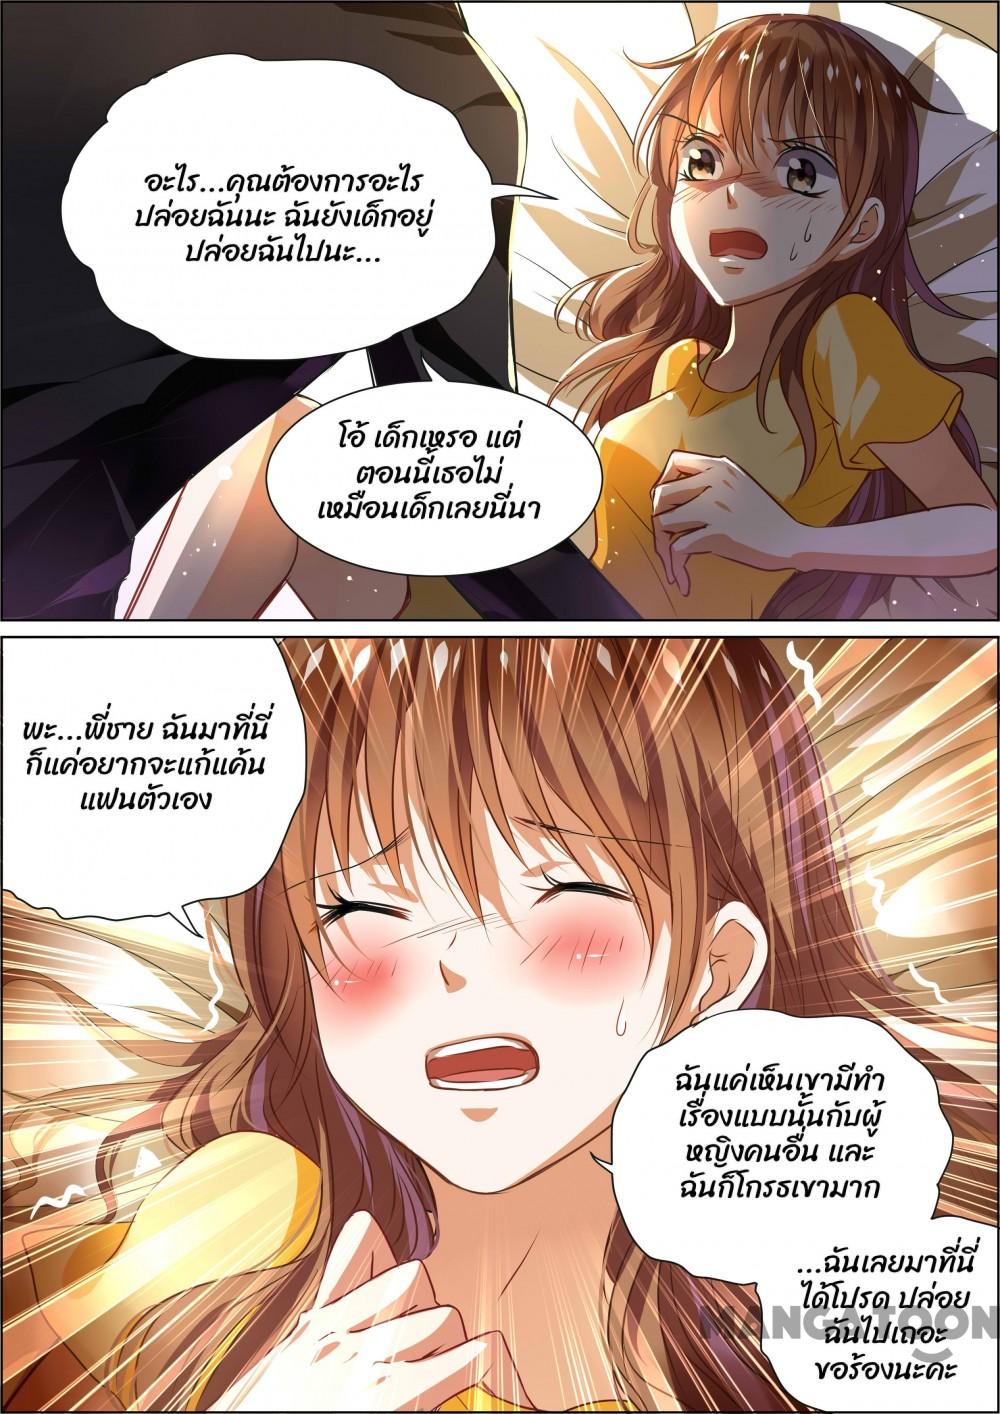 อะไร...คุณต้องการอะไร
ปล่อยฉันนะ ฉันยังเด็กอยู่
ปล่อยฉันไปนะ...
โอ้ เด็กเหรอ แต่
ตอนนี้เธอไม่
เหมือนเด็กเลยนี่นา
พะ...พี่ชาย ฉันมาที่นี่
ก็แค่อยากจะแก้แค้น
แฟนตัวเอง
ฉันแค่เห็นเขามีทำ
เรื่องแบบนั้นกับผู้
หญิงคนอื่น และ
ฉันก็โกรธเขามาก
...ฉันเลยมาที่นี่
ได้โปรด ปล่อย
ฉันไปเถอะ
ขอร้องนะคะ
MANGATOON